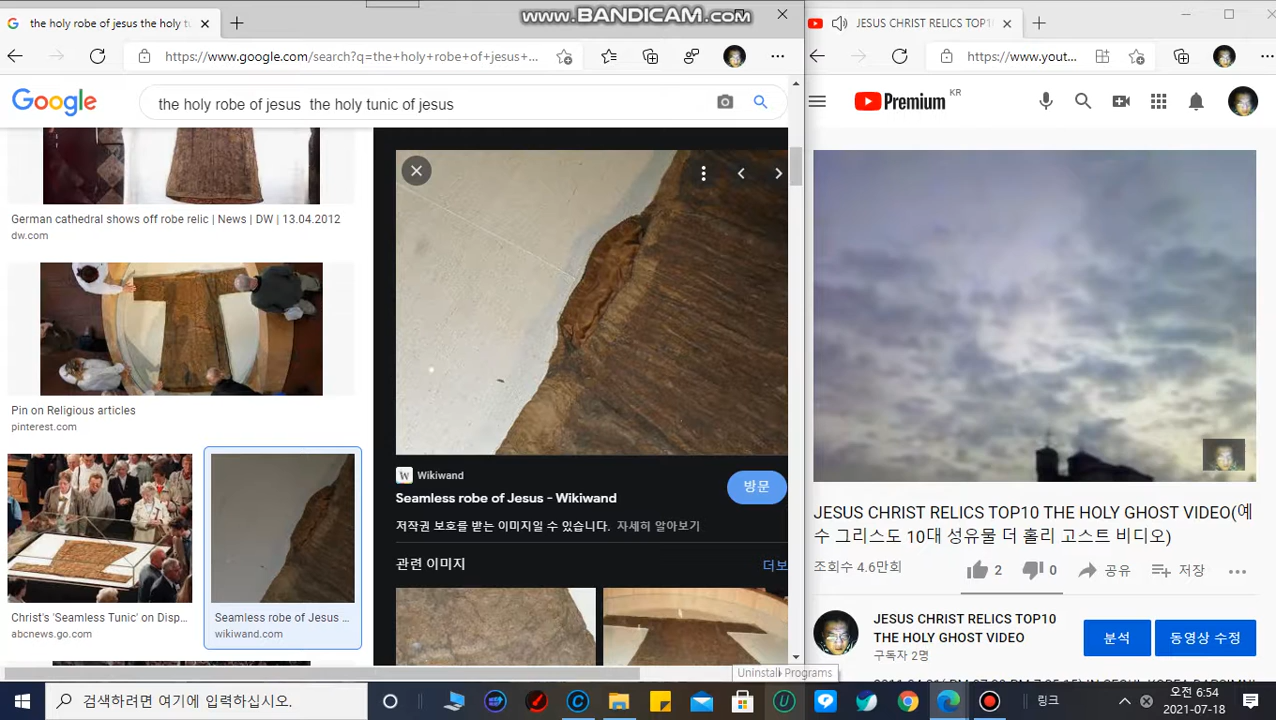 www.BANDICAM.com
the holy robe of jesus the holy tu
https://www.google.com/search?q=the+holy+robe+of+jesus+...
Google
the holy robe of jesus  the holy tunic of jesus
German cathedral shows off robe relic | News | DW | 13.04.2012
dw.com
Pin on Religious articles
pinterest.com
Christ's 'Seamless Tunic' on Disp...
abcnews.go.com
Seamless robe of Jesus ...
wikiwand.com
W Wikiwand
Seamless robe of Jesus - Wikiwand
방문
저작권 보호를 받는 이미지일 수 있습니다. 자세히 알아보기
관련 이미지
더보
Uninstall Programs
JESUS CHRIST RELICS TOP1
https://www.yout...
Premium KR
JESUS CHRIST RELICS TOP10 THE HOLY GHOST VIDEO(예
수 그리스도 10대 성유물 더 홀리 고스트 비디오)
조회수 4.6만회
2
0
공유
저장
JESUS CHRIST RELICS TOP10
THE HOLY GHOST VIDEO
구독자 2명
분석
동영상 수정
검색하려면 여기에 입력하십시오.
링크
오전 6:54
2021-07-18